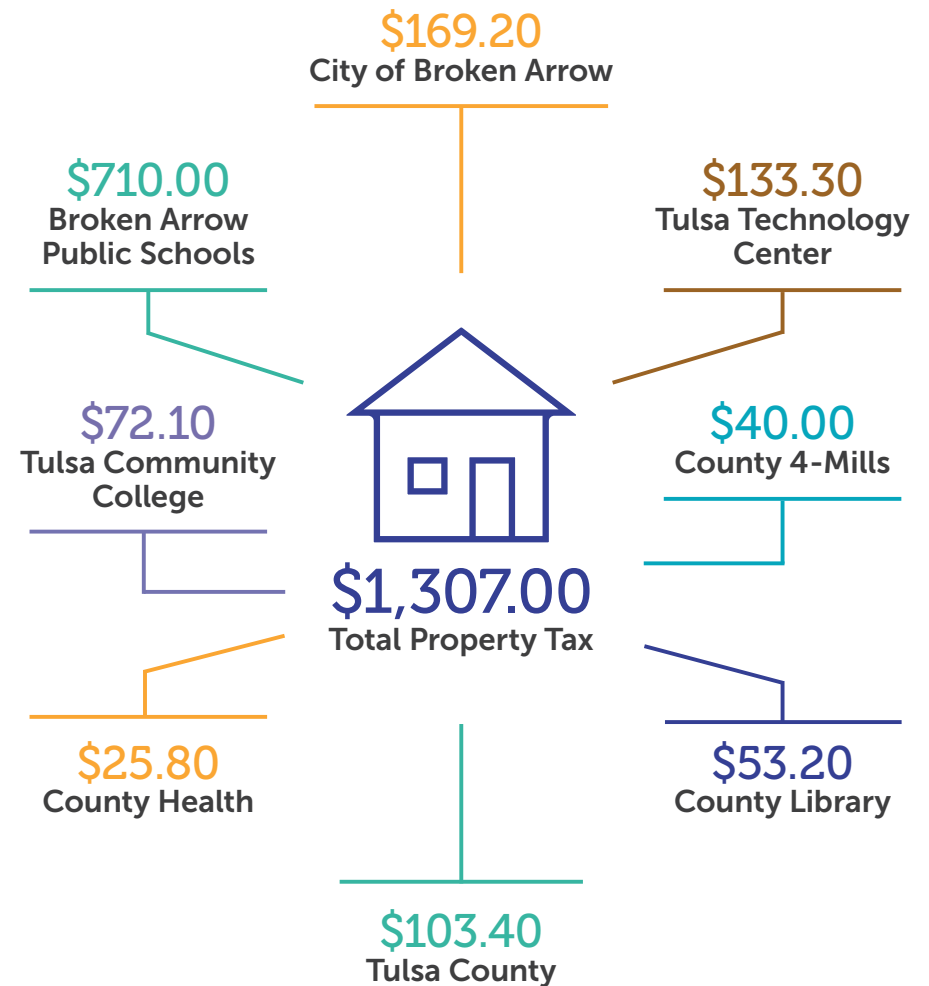 $169.20
City of Broken Arrow
$710.00
Broken Arrow
Public Schools
$133.30
Tulsa Technology
Center
$72.10
Tulsa Community
College
$40.00
County 4-Mills
$1,307.00
Total Property Tax
$25.80
County Health
$53.20
County Library
$103.40
Tulsa County